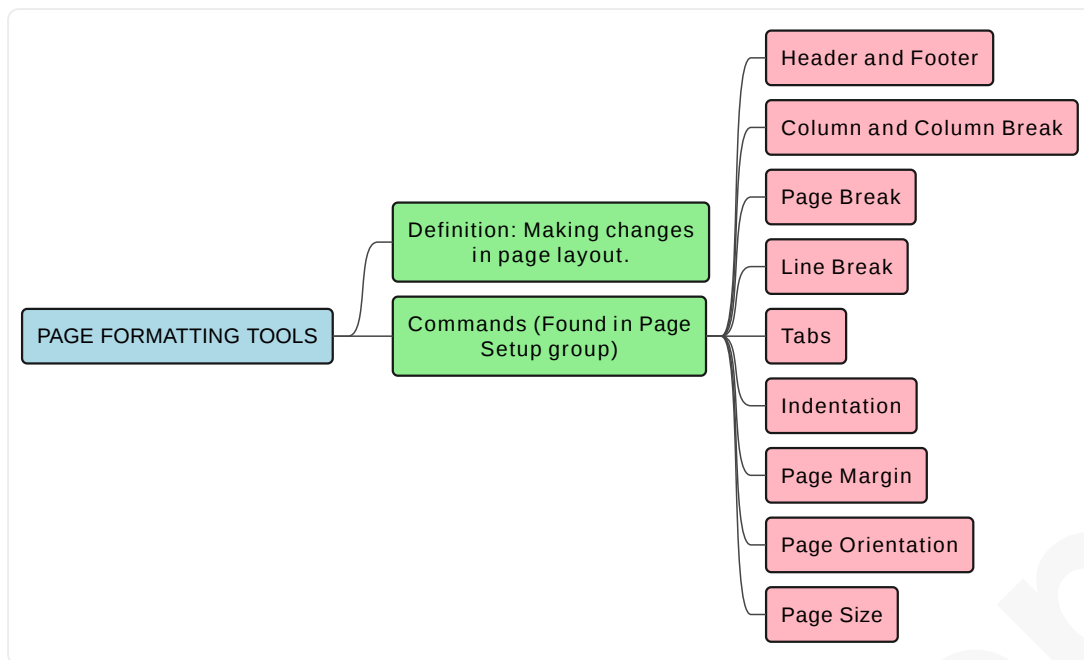 PAGE FORMATTING TOOLS
Definition: Making changes
in page layout.
Commands (Found in Page
Setup group)
Header and Footer
Column and Column Break
Page Break
Line Break
Tabs
Indentation
Page Margin
Page Orientation
Page Size